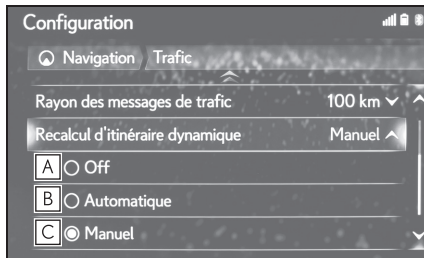 Configuration
Navigation Trafic
Rayon des messages de trafic 100 km
Recalcul d'itinéraire dynamique Manuel
A Off
B Automatique
C Manuel